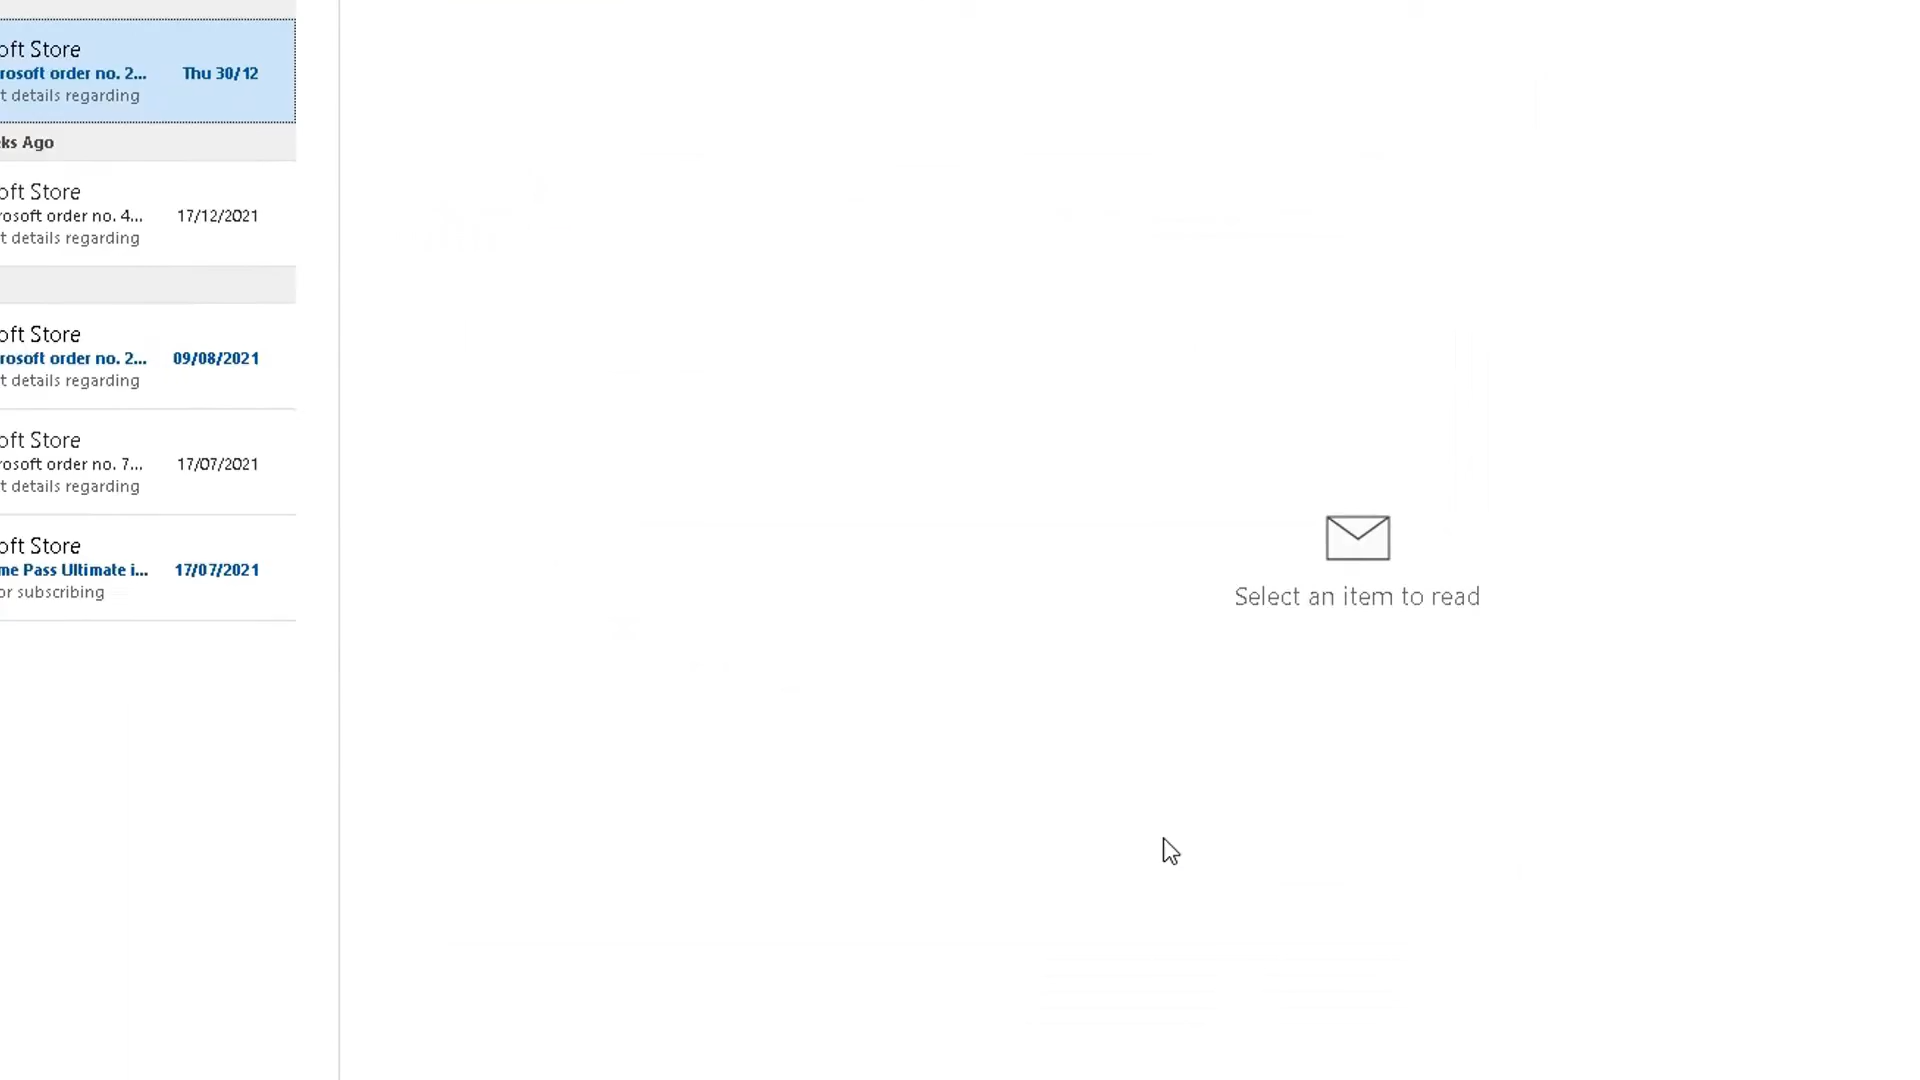 oft Store
rosoft order no. 2... Thu 30/12
t details regarding
ks Ago
oft Store
rosoft order no. 4... 17/12/2021
t details regarding
oft Store
rosoft order no. 2... 09/08/2021
t details regarding
oft Store
rosoft order no. 7... 17/07/2021
t details regarding
oft Store
me Pass Ultimate i... 17/07/2021
or subscribing
Select an item to read